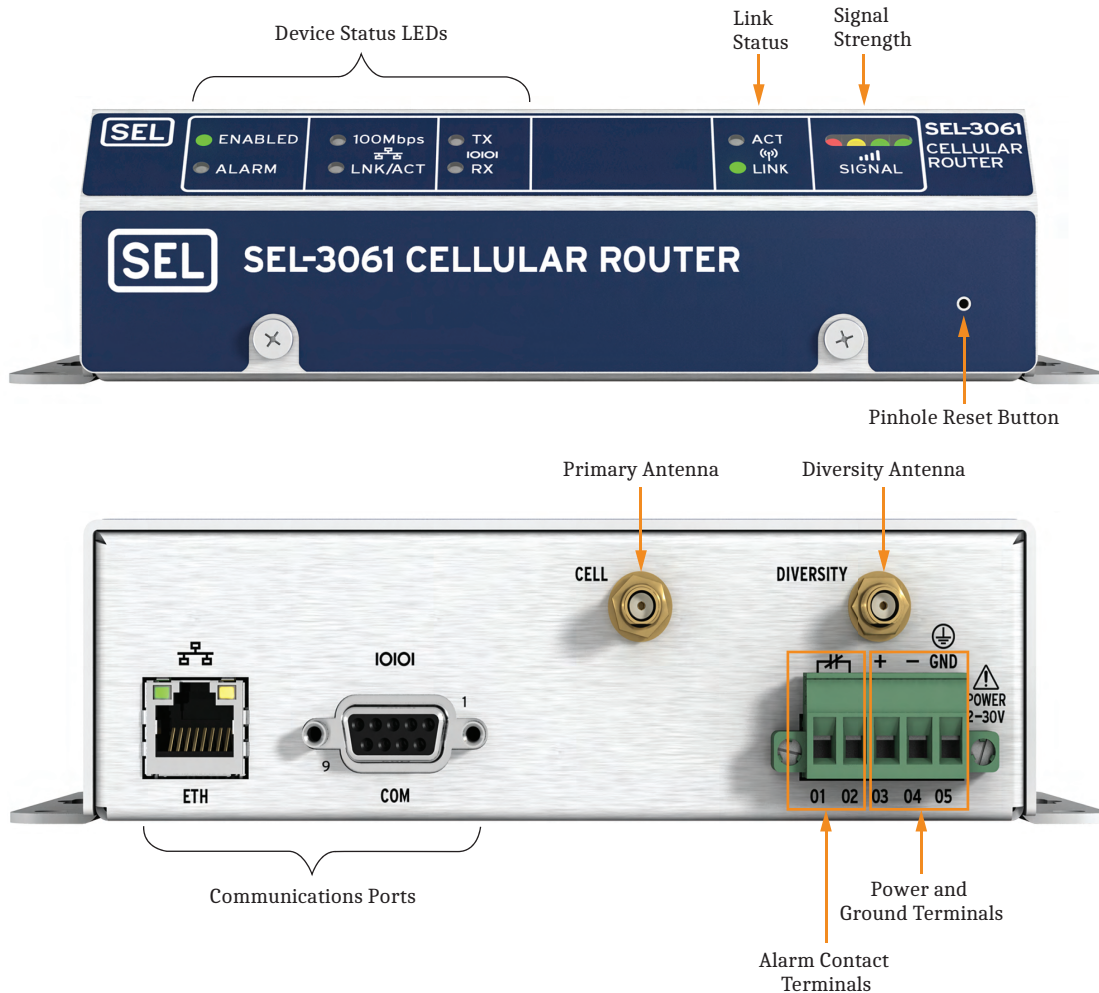 Device Status LEDs
Link
Status
Signal
Strength
SEL
ENABLED
ALARM
100Mbps
LNK/ACT
TX
IOIOI
RX
ACT
LINK
SIGNAL
SEL-3061
CELLULAR
ROUTER
SEL
SEL-3061 CELLULAR ROUTER
Pinhole Reset Button
Primary Antenna
Diversity Antenna
CELL
DIVERSITY
IOIOI
+ − GND
POWER
2-30V
1
9
ETH
COM
01 02 03 04 05
Communications Ports
Power and
Ground Terminals
Alarm Contact
Terminals